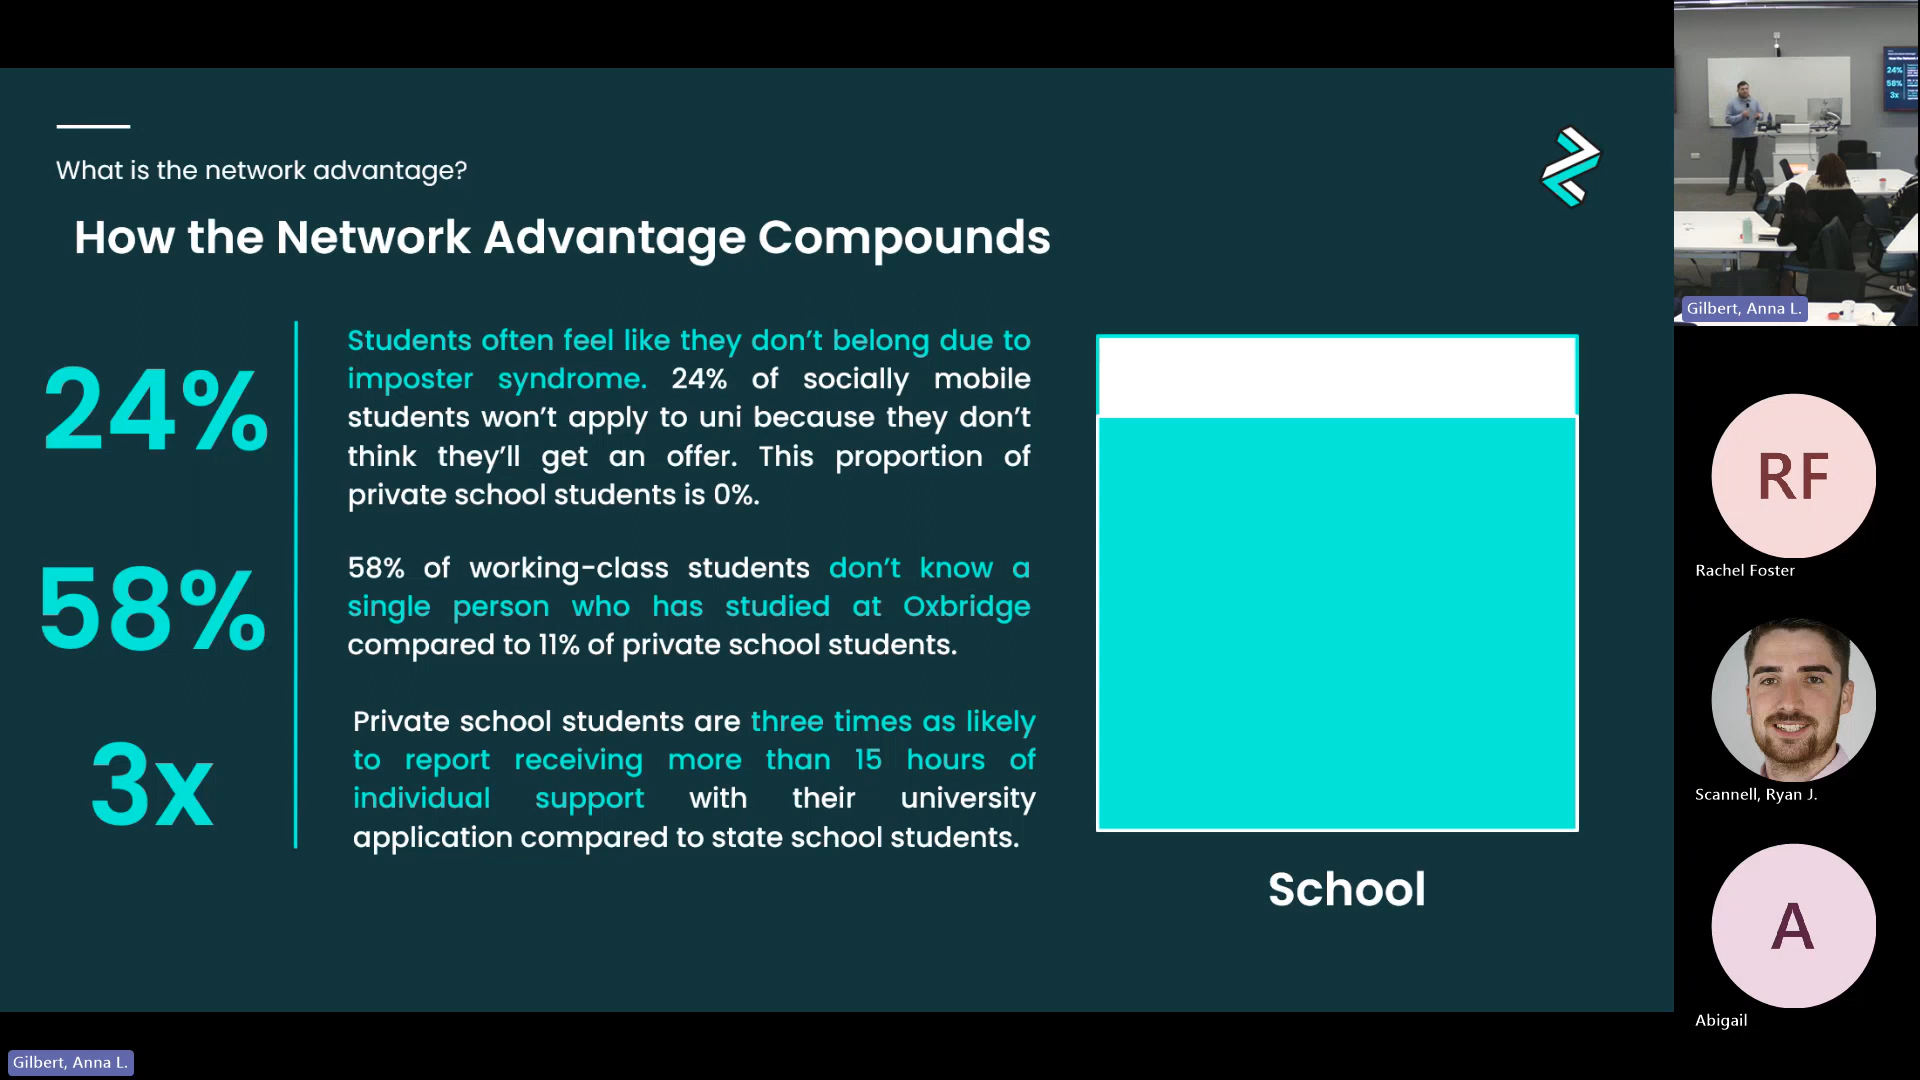 What is the network advantage?
How the Network Advantage Compounds
24%
Students often feel like they don't belong due to
imposter syndrome. 24% of socially mobile
students won't apply to uni because they don't
think they'll get an offer. This proportion of
private school students is 0%.
58%
58% of working-class students don't know a
single person who has studied at Oxbridge
compared to 11% of private school students.
3x
Private school students are three times as likely
to report receiving more than 15 hours of
individual support with their university
application compared to state school students.
School
24%
58%
3x
Gilbert, Anna L.
RF
Rachel Foster
Scannell, Ryan J.
A
Abigail
Gilbert, Anna L.